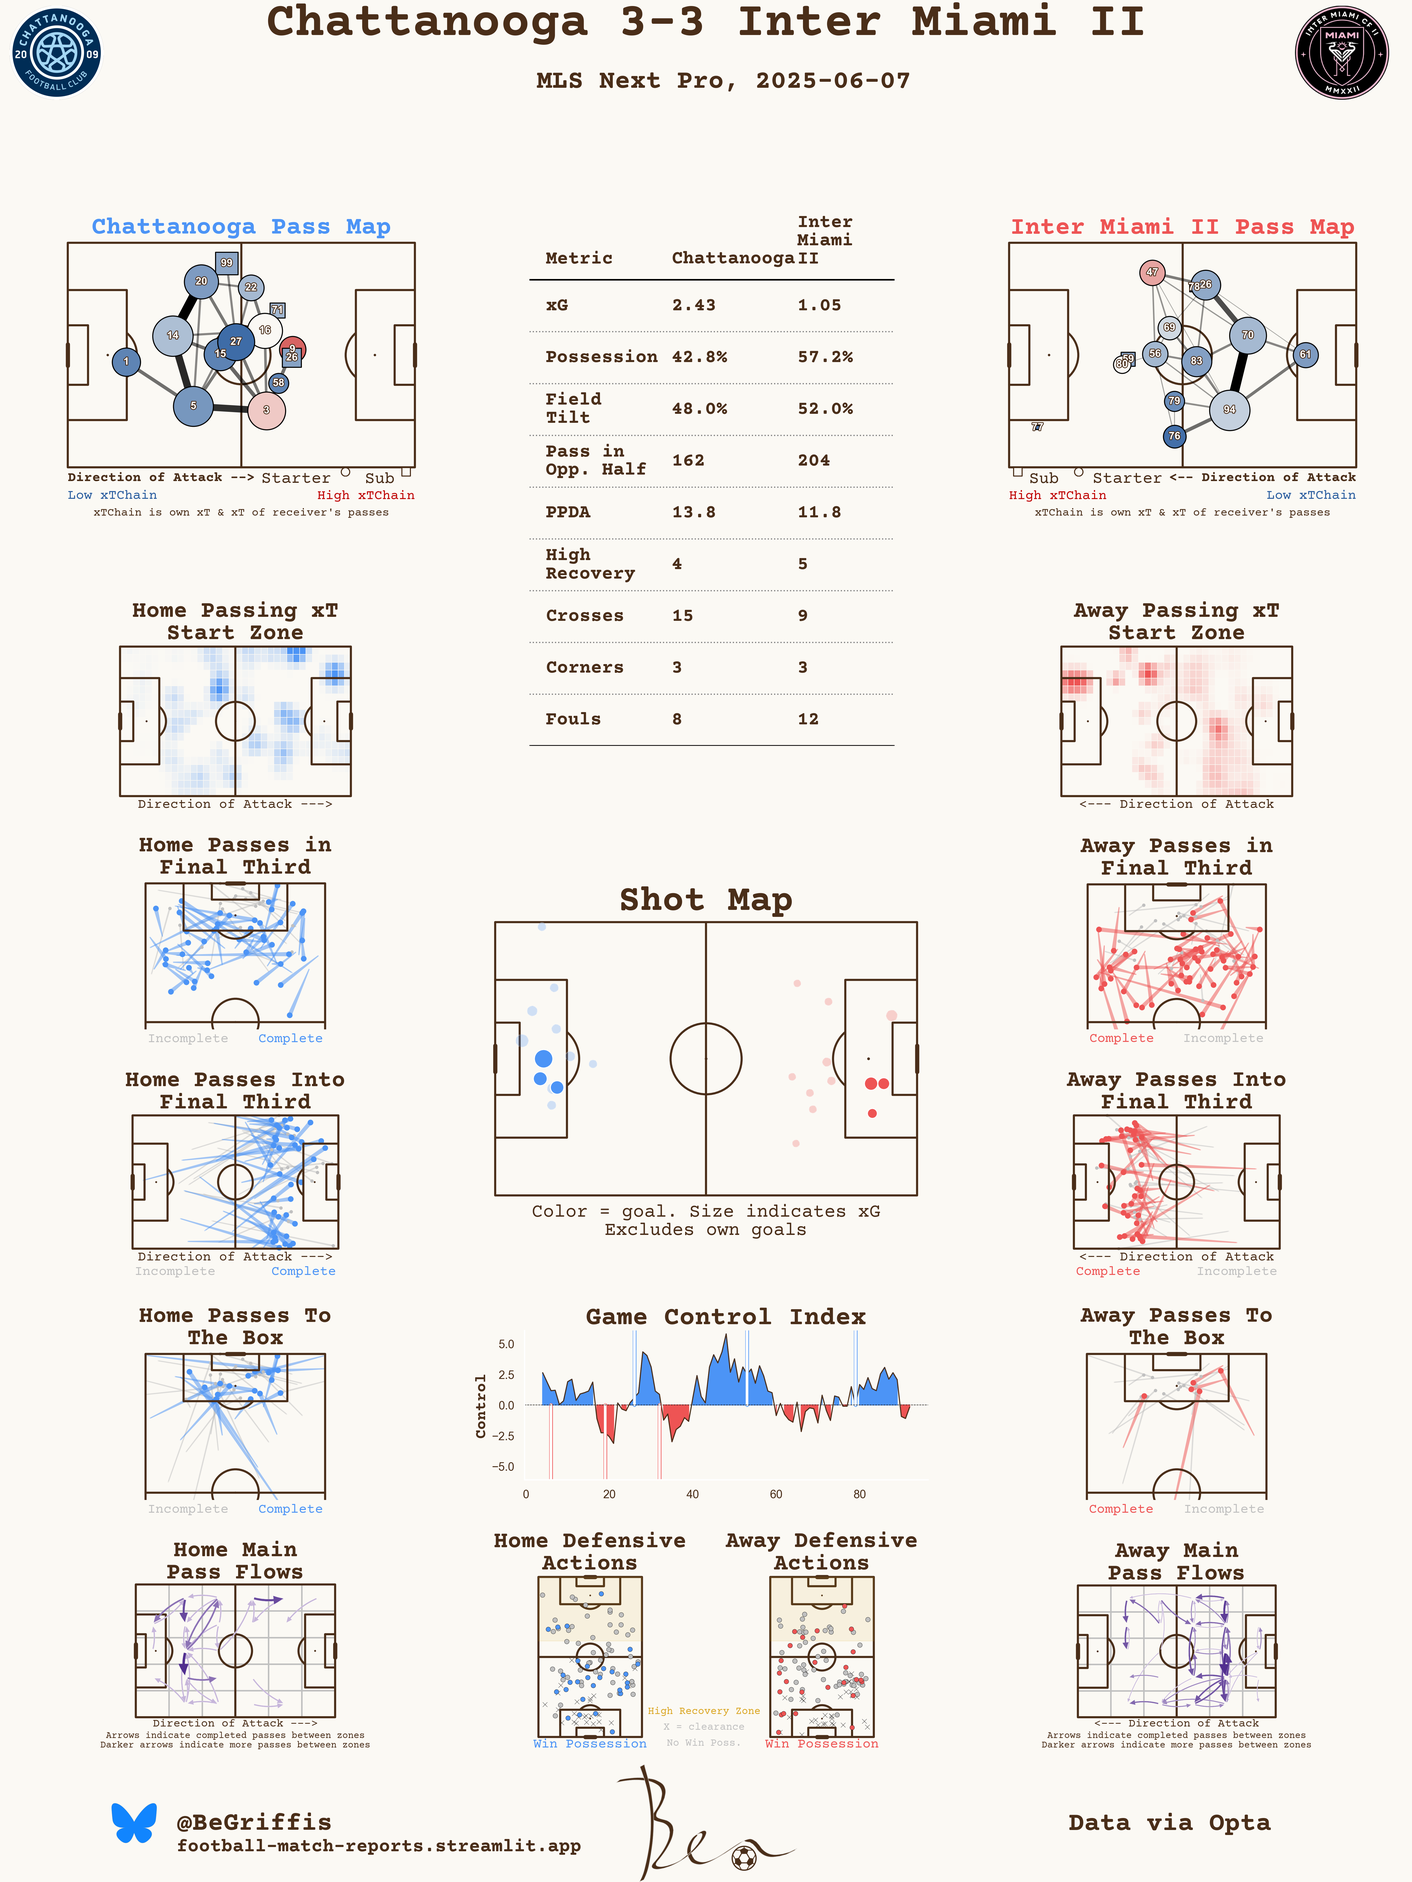 Chattanooga 3-3 Inter Miami II
MLS Next Pro, 2025-06-07
CHATTANOOGA
20 09
FOOTBALL CLUB
INTER MIAMI CF II
MIAMI
MMXXII
Chattanooga Pass Map
99
20
22
71
14
16
27
15
9
26
1
58
5
3
Direction of Attack --> Starter Sub
Low xTChain High xTChain
xTChain is own xT & xT of receiver's passes
Metric Chattanooga Inter Miami II
xG 2.43 1.05
Possession 42.8% 57.2%
Field Tilt 48.0% 52.0%
Pass in Opp. Half 162 204
PPDA 13.8 11.8
High Recovery 4 5
Crosses 15 9
Corners 3 3
Fouls 8 12
Inter Miami II Pass Map
47
78
26
69
70
56
80
83
61
79
94
77
76
Sub Starter <-- Direction of Attack
High xTChain Low xTChain
xTChain is own xT & xT of receiver's passes
Home Passing xT
Start Zone
Direction of Attack --->
Away Passing xT
Start Zone
<--- Direction of Attack
Home Passes in
Final Third
Incomplete Complete
Away Passes in
Final Third
Complete Incomplete
Shot Map
Color = goal. Size indicates xG
Excludes own goals
Home Passes Into
Final Third
Direction of Attack --->
Incomplete Complete
Away Passes Into
Final Third
<--- Direction of Attack
Complete Incomplete
Home Passes To
The Box
Incomplete Complete
Game Control Index
Control
5.0
2.5
0.0
−2.5
−5.0
0 20 40 60 80
Away Passes To
The Box
Complete Incomplete
Home Main
Pass Flows
Direction of Attack --->
Arrows indicate completed passes between zones
Darker arrows indicate more passes between zones
Home Defensive
Actions
Win Possession
High Recovery Zone
X = clearance
No Win Poss.
Away Defensive
Actions
Win Possession
Away Main
Pass Flows
<--- Direction of Attack
Arrows indicate completed passes between zones
Darker arrows indicate more passes between zones
@BeGriffis
football-match-reports.streamlit.app
Ben
Data via Opta